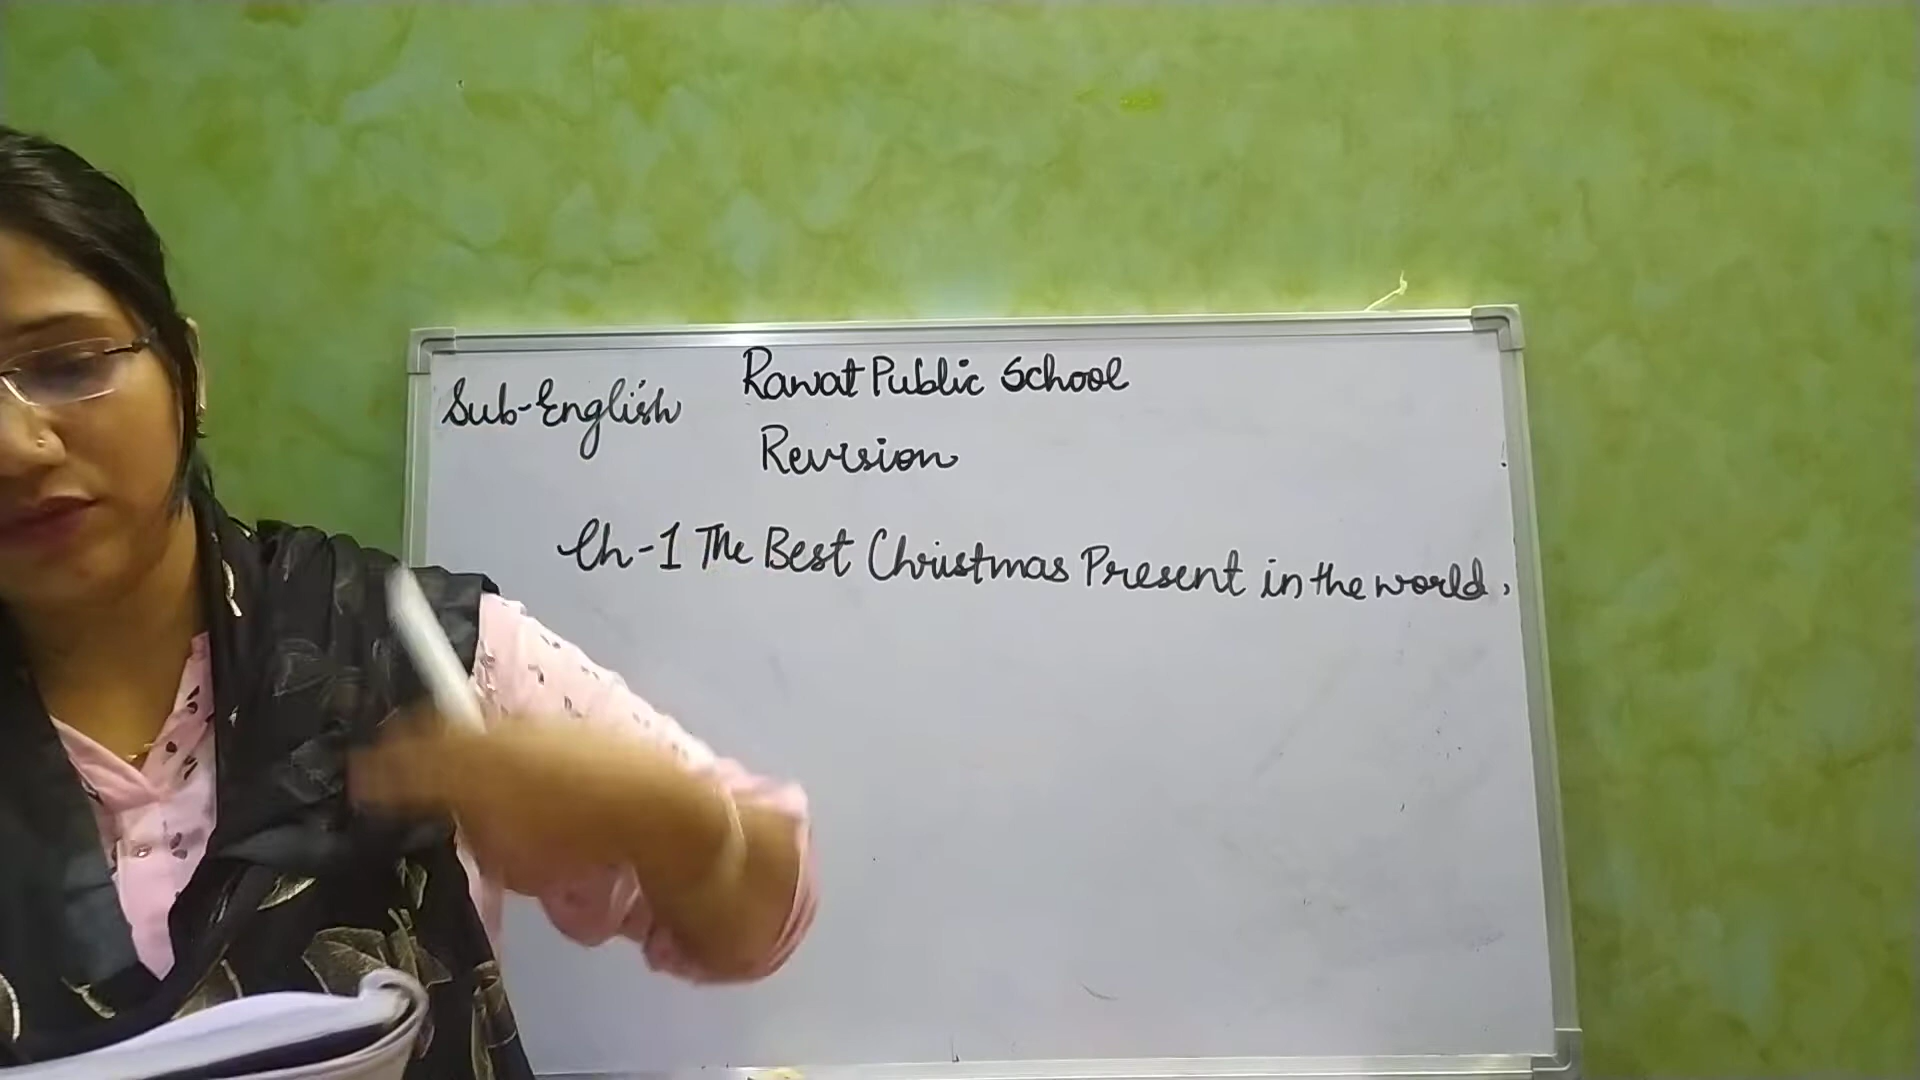 Rawat Public School
Sub-English
Revision
Ch-1 The Best Christmas Present in the world.